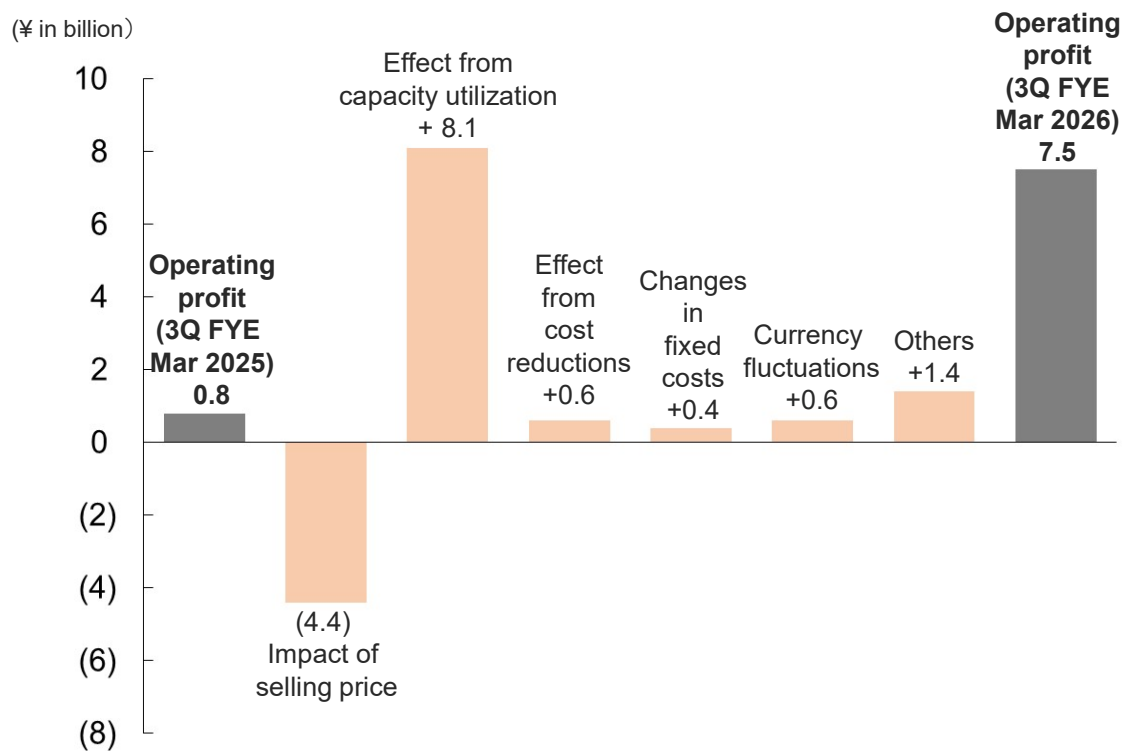 (¥ in billion）
10
8
6
4
2
0
(2)
(4)
(6)
(8)
Operating
profit
(3Q FYE
Mar 2025)
0.8
(4.4)
Impact of
selling price
Effect from
capacity utilization
+ 8.1
Effect
from
cost
reductions
+0.6
Changes
in
fixed
costs
+0.4
Currency
fluctuations
+0.6
Others
+1.4
Operating
profit
(3Q FYE
Mar 2026)
7.5